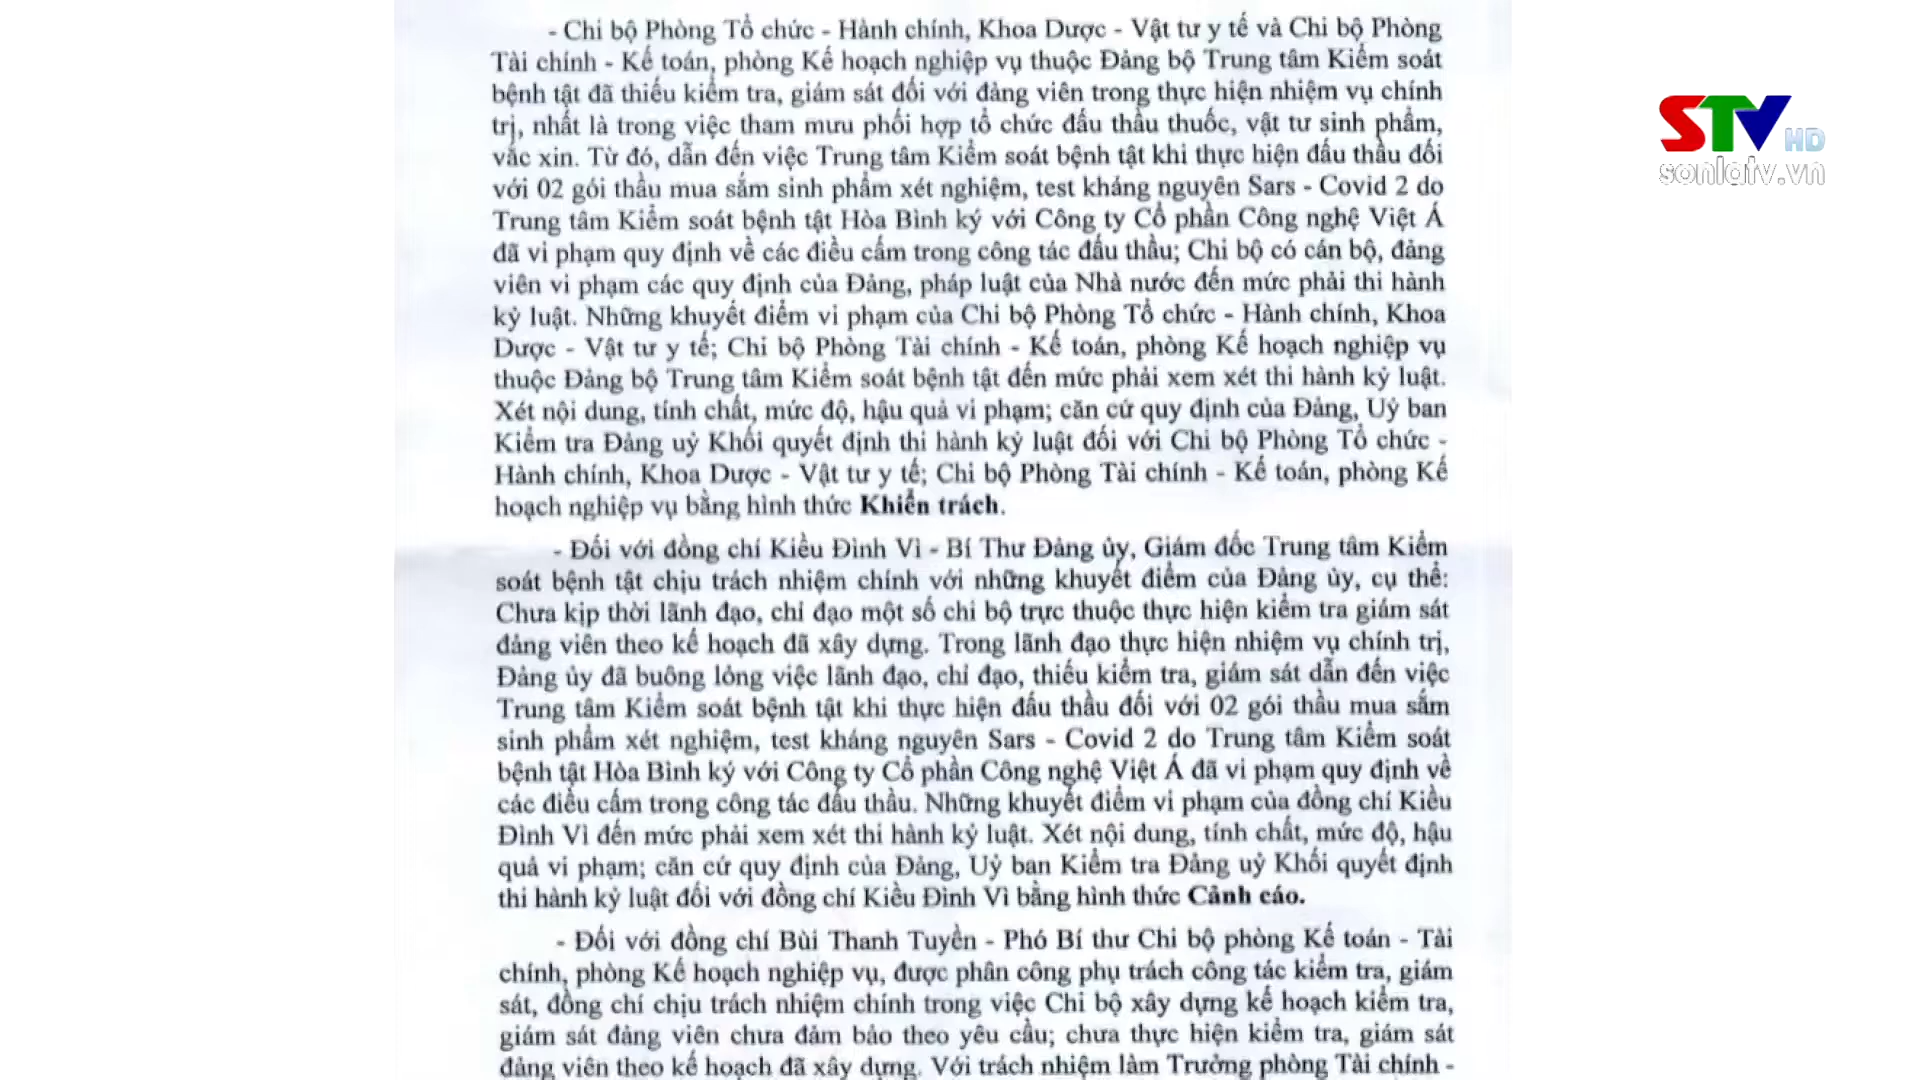 - Chi bộ Phòng Tổ chức - Hành chính, Khoa Dược - Vật tư y tế và Chi bộ Phòng
Tài chính - Kế toán, phòng Kế hoạch nghiệp vụ thuộc Đảng bộ Trung tâm Kiểm soát
bệnh tật đã thiếu kiểm tra, giám sát đối với đảng viên trong thực hiện nhiệm vụ chính
trị, nhất là trong việc tham mưu phối hợp tổ chức đấu thầu thuốc, vật tư sinh phẩm,
vắc xin. Từ đó, dẫn đến việc Trung tâm Kiểm soát bệnh tật khi thực hiện đấu thầu đối
với 02 gói thầu mua sắm sinh phẩm xét nghiệm, test kháng nguyên Sars - Covid 2 do
Trung tâm Kiểm soát bệnh tật Hòa Bình ký với Công ty Cổ phần Công nghệ Việt Á
đã vi phạm quy định về các điều cấm trong công tác đấu thầu; Chi bộ có cán bộ, đảng
viên vi phạm các quy định của Đảng, pháp luật của Nhà nước đến mức phải thi hành
kỷ luật. Những khuyết điểm vi phạm của Chi bộ Phòng Tổ chức - Hành chính, Khoa
Dược - Vật tư y tế; Chi bộ Phòng Tài chính - Kế toán, phòng Kế hoạch nghiệp vụ
thuộc Đảng bộ Trung tâm Kiểm soát bệnh tật đến mức phải xem xét thi hành kỷ luật.
Xét nội dung, tính chất, mức độ, hậu quả vi phạm; căn cứ quy định của Đảng, Uỷ ban
Kiểm tra Đảng uỷ Khối quyết định thi hành kỷ luật đối với Chi bộ Phòng Tổ chức -
Hành chính, Khoa Dược - Vật tư y tế; Chi bộ Phòng Tài chính - Kế toán, phòng Kế
hoạch nghiệp vụ bằng hình thức Khiển trách.
- Đối với đồng chí Kiều Đình Vì - Bí Thư Đảng ủy, Giám đốc Trung tâm Kiểm
soát bệnh tật chịu trách nhiệm chính với những khuyết điểm của Đảng ủy, cụ thể:
Chưa kịp thời lãnh đạo, chỉ đạo một số chi bộ trực thuộc thực hiện kiểm tra giám sát
đảng viên theo kế hoạch đã xây dựng. Trong lãnh đạo thực hiện nhiệm vụ chính trị,
Đảng ủy đã buông lỏng việc lãnh đạo, chỉ đạo, thiếu kiểm tra, giám sát dẫn đến việc
Trung tâm Kiểm soát bệnh tật khi thực hiện đấu thầu đối với 02 gói thầu mua sắm
sinh phẩm xét nghiệm, test kháng nguyên Sars - Covid 2 do Trung tâm Kiểm soát
bệnh tật Hòa Bình ký với Công ty Cổ phần Công nghệ Việt Á đã vi phạm quy định về
các điều cấm trong công tác đấu thầu. Những khuyết điểm vi phạm của đồng chí Kiều
Đình Vì đến mức phải xem xét thi hành kỷ luật. Xét nội dung, tính chất, mức độ, hậu
quả vi phạm; căn cứ quy định của Đảng, Uỷ ban Kiểm tra Đảng uỷ Khối quyết định
thi hành kỷ luật đối với đồng chí Kiều Đình Vì bằng hình thức Cảnh cáo.
- Đối với đồng chí Bùi Thanh Tuyền - Phó Bí thư Chi bộ phòng Kế toán - Tài
chính, phòng Kế hoạch nghiệp vụ, được phân công phụ trách công tác kiểm tra, giám
sát, đồng chí chịu trách nhiệm chính trong việc Chi bộ xây dựng kế hoạch kiểm tra,
giám sát đảng viên chưa đảm bảo theo yêu cầu; chưa thực hiện kiểm tra, giám sát
đảng viên theo kế hoạch đã xây dựng. Với trách nhiệm làm Trưởng phòng Tài chính -
STV HD
sonlatv.vn